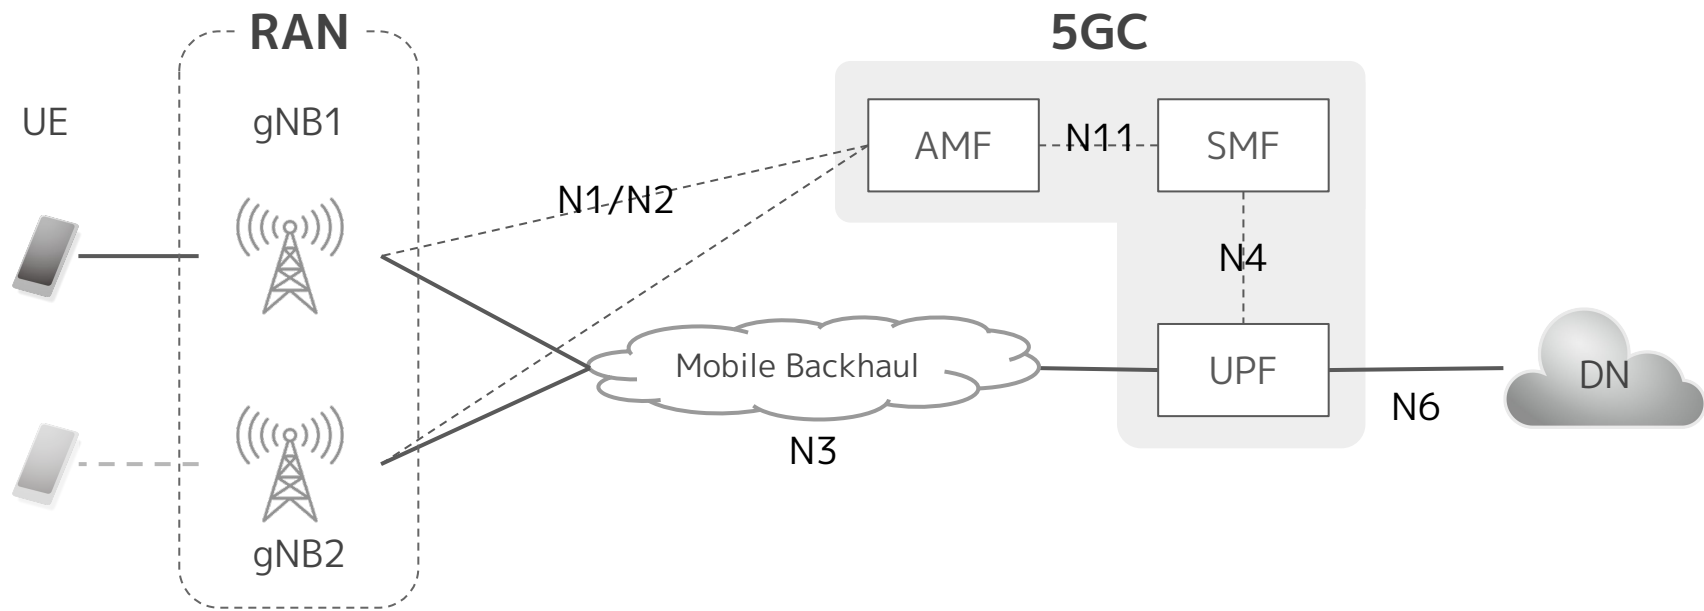 RAN
5GC
UE
gNB1
AMF
N11
SMF
N1/N2
N4
Mobile Backhaul
UPF
DN
N6
N3
gNB2